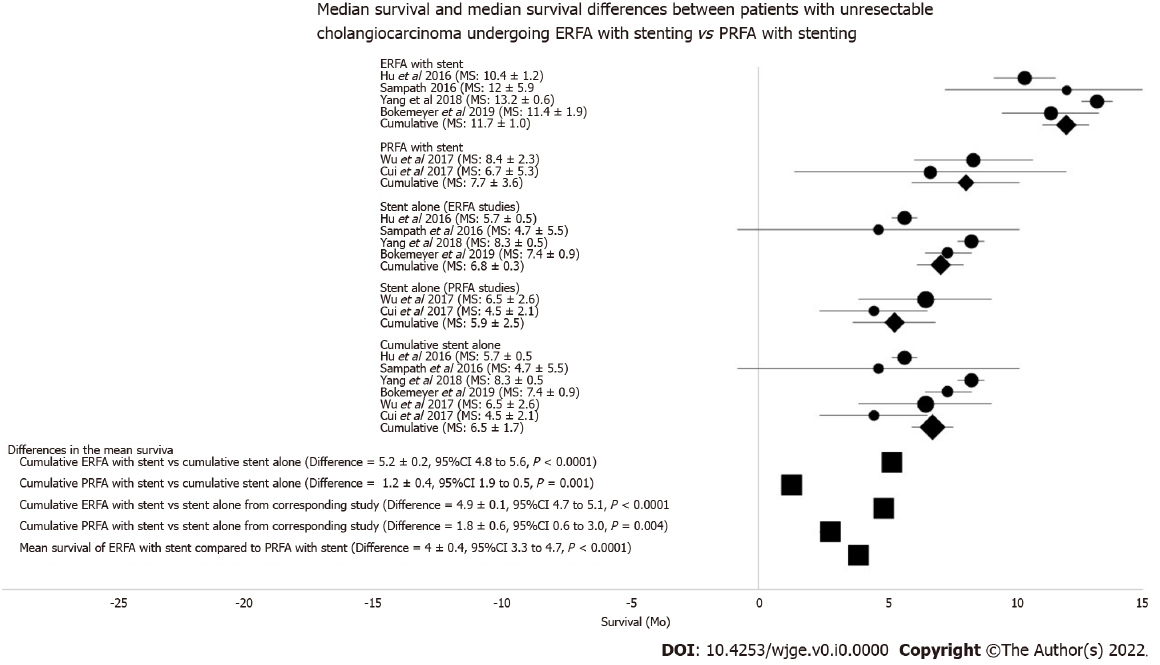 Median survival and median survival differences between patients with unresectable
cholangiocarcinoma undergoing ERFA with stenting vs PRFA with stenting
ERFA with stent
Hu et al 2016 (MS: 10.4 ± 1.2)
Sampath 2016 (MS: 12 ± 5.9
Yang et al 2018 (MS: 13.2 ± 0.6)
Bokemeyer et al 2019 (MS: 11.4 ± 1.9)
Cumulative (MS: 11.7 ± 1.0)
PRFA with stent
Wu et al 2017 (MS: 8.4 ± 2.3)
Cui et al 2017 (MS: 6.7 ± 5.3)
Cumulative (MS: 7.7 ± 3.6)
Stent alone (ERFA studies)
Hu et al 2016 (MS: 5.7 ± 0.5)
Sampath et al 2016 (MS: 4.7 ± 5.5)
Yang et al 2018 (MS: 8.3 ± 0.5)
Bokemeyer et al 2019 (MS: 7.4 ± 0.9)
Cumulative (MS: 6.8 ± 0.3)
Stent alone (PRFA studies)
Wu et al 2017 (MS: 6.5 ± 2.6)
Cui et al 2017 (MS: 4.5 ± 2.1)
Cumulative (MS: 5.9 ± 2.5)
Cumulative stent alone
Hu et al 2016 (MS: 5.7 ± 0.5
Sampath et al 2016 (MS: 4.7 ± 5.5)
Yang et al 2018 (MS: 8.3 ± 0.5
Bokemeyer et al 2019 (MS: 7.4 ± 0.9)
Wu et al 2017 (MS: 6.5 ± 2.6)
Cui et al 2017 (MS: 4.5 ± 2.1)
Cumulative (MS: 6.5 ± 1.7)
Differences in the mean surviva
Cumulative ERFA with stent vs cumulative stent alone (Difference = 5.2 ± 0.2, 95%CI 4.8 to 5.6, P < 0.0001)
Cumulative PRFA with stent vs cumulative stent alone (Difference = 1.2 ± 0.4, 95%CI 1.9 to 0.5, P = 0.001)
Cumulative ERFA with stent vs stent alone from corresponding study (Difference = 4.9 ± 0.1, 95%CI 4.7 to 5.1, P < 0.0001
Cumulative PRFA with stent vs stent alone from corresponding study (Difference = 1.8 ± 0.6, 95%CI 0.6 to 3.0, P = 0.004)
Mean survival of ERFA with stent compared to PRFA with stent (Difference = 4 ± 0.4, 95%CI 3.3 to 4.7, P < 0.0001)
-25 -20 -15 -10 -5 0 5 10 15
Survival (Mo)
DOI: 10.4253/wjge.v0.i0.0000 Copyright ©The Author(s) 2022.